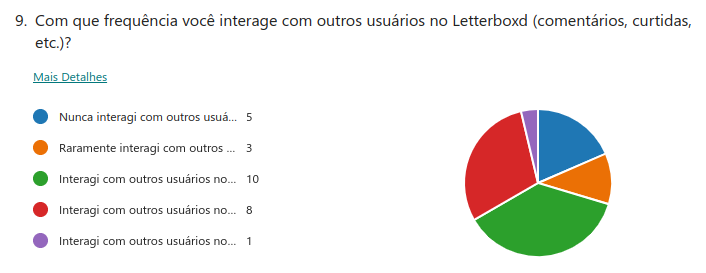 9. Com que frequência você interage com outros usuários no Letterboxd (comentários, curtidas,
etc.)?
Mais Detalhes
Nunca interagi com outros usuá... 5
Raramente interagi com outros ... 3
Interagi com outros usuários no... 10
Interagi com outros usuários no... 8
Interagi com outros usuários no... 1